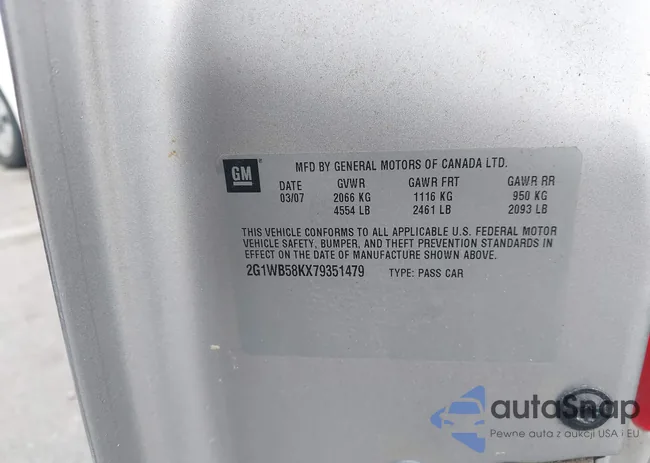 GM
MFD BY GENERAL MOTORS OF CANADA LTD.
DATE GVWR GAWR FRT GAWR RR
03/07 2066 KG 1116 KG 950 KG
4554 LB 2461 LB 2093 LB
THIS VEHICLE CONFORMS TO ALL APPLICABLE U.S. FEDERAL MOTOR
VEHICLE SAFETY, BUMPER, AND THEFT PREVENTION STANDARDS IN
EFFECT ON THE DATE OF MANUFACTURE SHOWN ABOVE.
2G1WB58KX79351479 TYPE: PASS CAR
autoSnap
Pewne auta z aukcji USA i EU